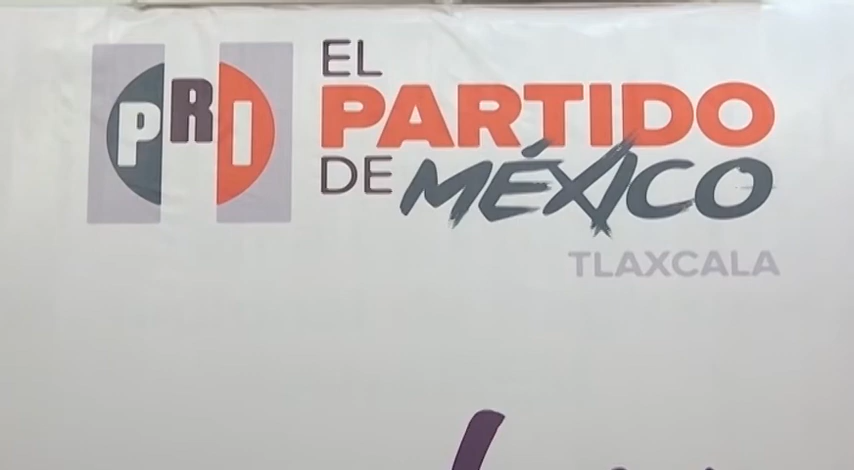 PRI
EL
PARTIDO
DE MÉXICO
TLAXCALA